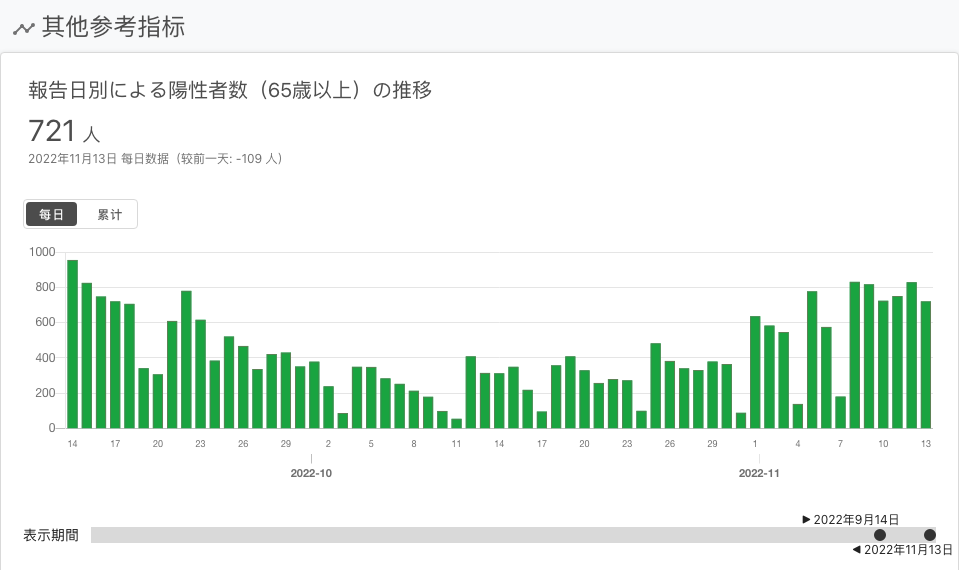 其他参考指标
報告日別による陽性者数（65歳以上）の推移
721 人
2022年11月13日 每日数据（较前一天: -109 人）
每日 累计
1000
800
600
400
200
0
14 17 20 23 26 29 2 5 8 11 14 17 20 23 26 29 1 4 7 10 13
2022-10 2022-11
2022年9月14日
表示期間
2022年11月13日